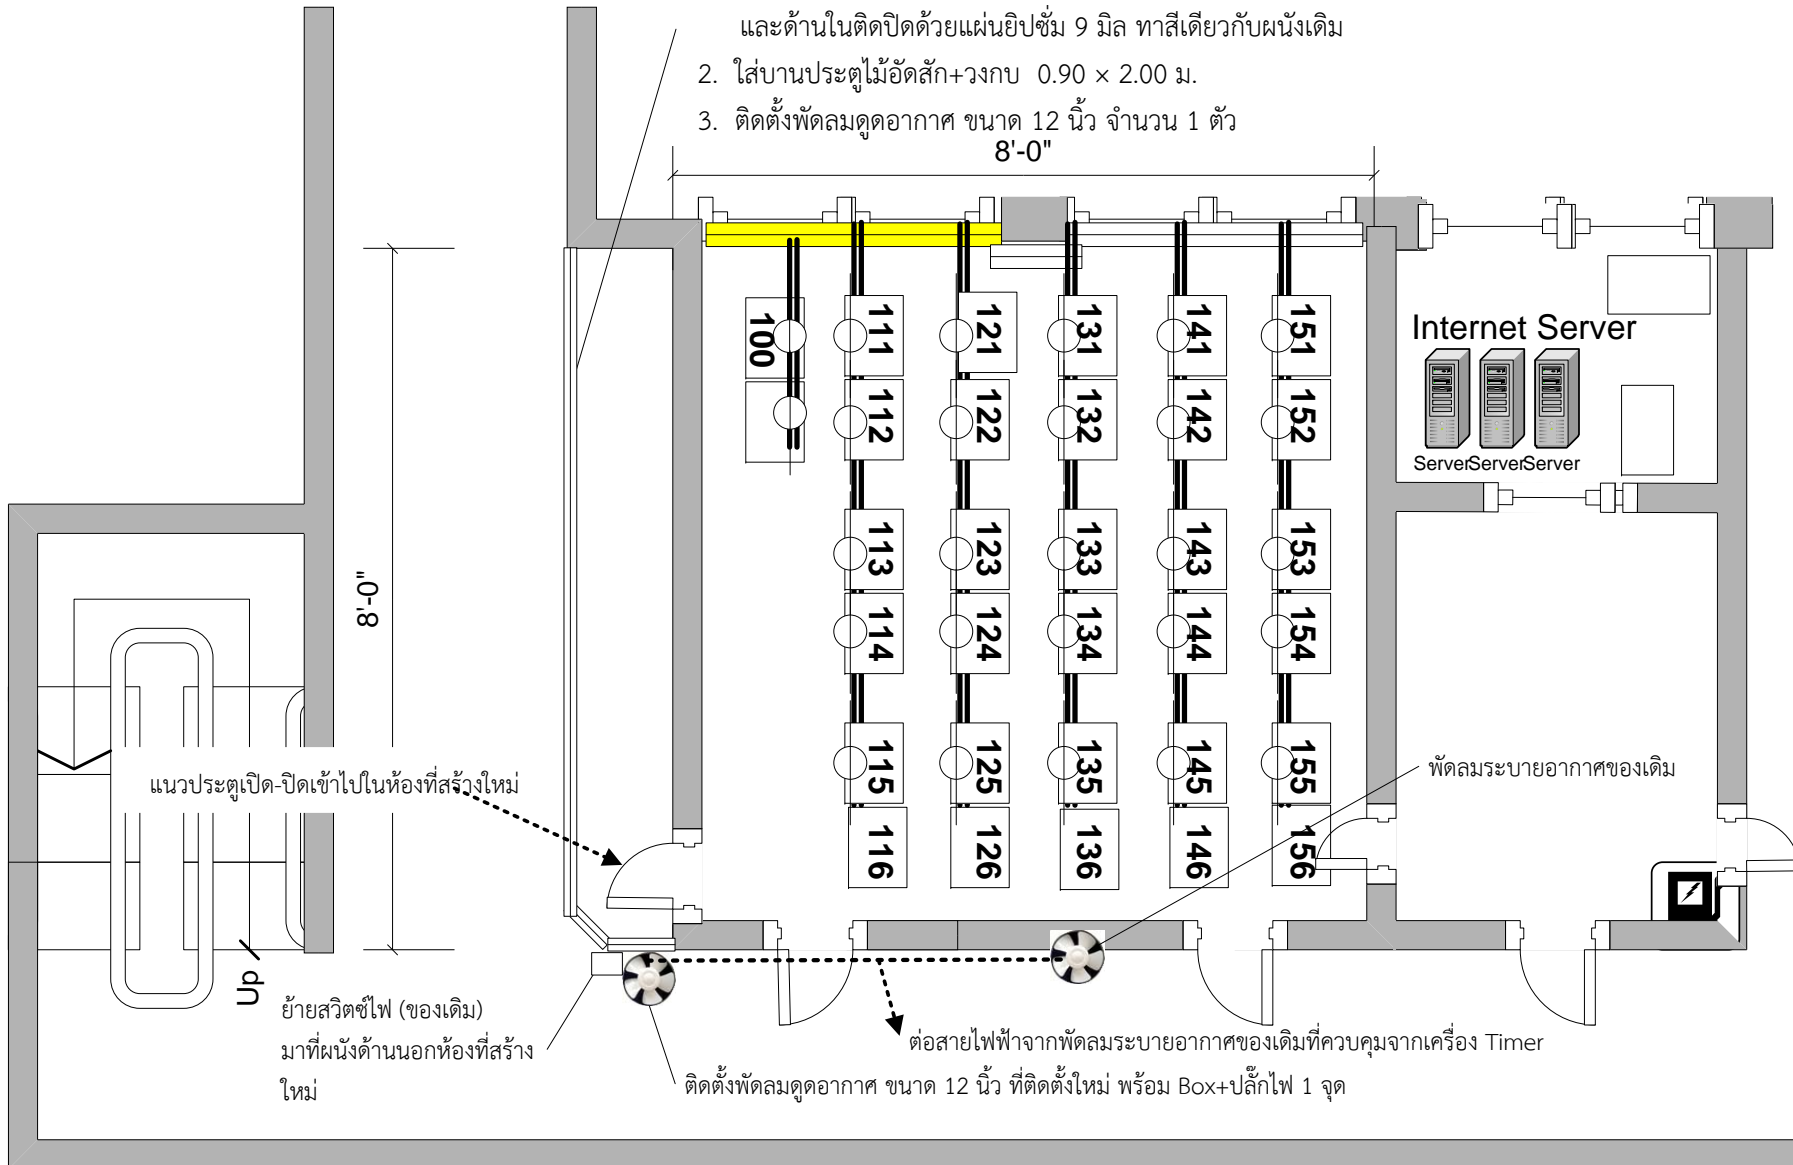 และด้านในติดปิดด้วยแผ่นยิปซั่ม 9 มิล ทาสีเดียวกับผนังเดิม
2. ใส่บานประตูไม้อัดสัก+วงกบ 0.90 × 2.00 ม.
3. ติดตั้งพัดลมดูดอากาศ ขนาด 12 นิ้ว จำนวน 1 ตัว
8'-0"
100
111
121
131
141
151
Internet Server
112
122
132
142
152
Server Server Server
113
123
133
143
153
8'-0"
114
124
134
144
154
115
125
135
145
155
พัดลมระบายอากาศของเดิม
แนวประตูเปิด-ปิดเข้าไปในห้องที่สร้างใหม่
116
126
136
146
156
Up
ย้ายสวิตซ์ไฟ (ของเดิม)
มาที่ผนังด้านนอกห้องที่สร้าง
ใหม่
ต่อสายไฟฟ้าจากพัดลมระบายอากาศของเดิมที่ควบคุมจากเครื่อง Timer
ติดตั้งพัดลมดูดอากาศ ขนาด 12 นิ้ว ที่ติดตั้งใหม่ พร้อม Box+ปลั๊กไฟ 1 จุด